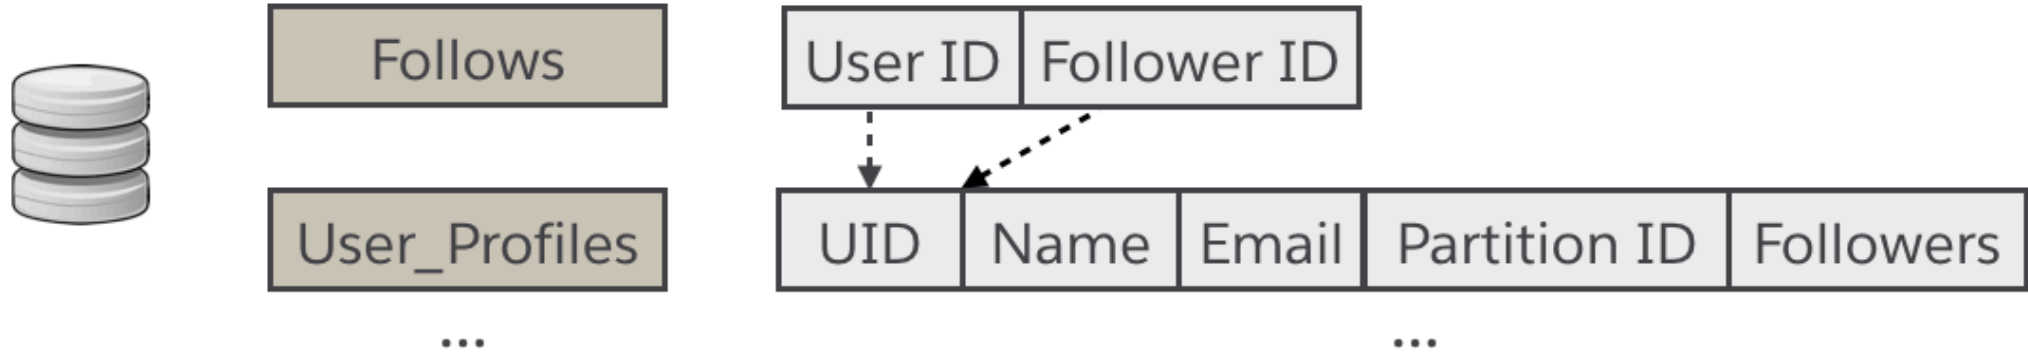 Follows User ID Follower ID
User_Profiles UID Name Email Partition ID Followers
... ...